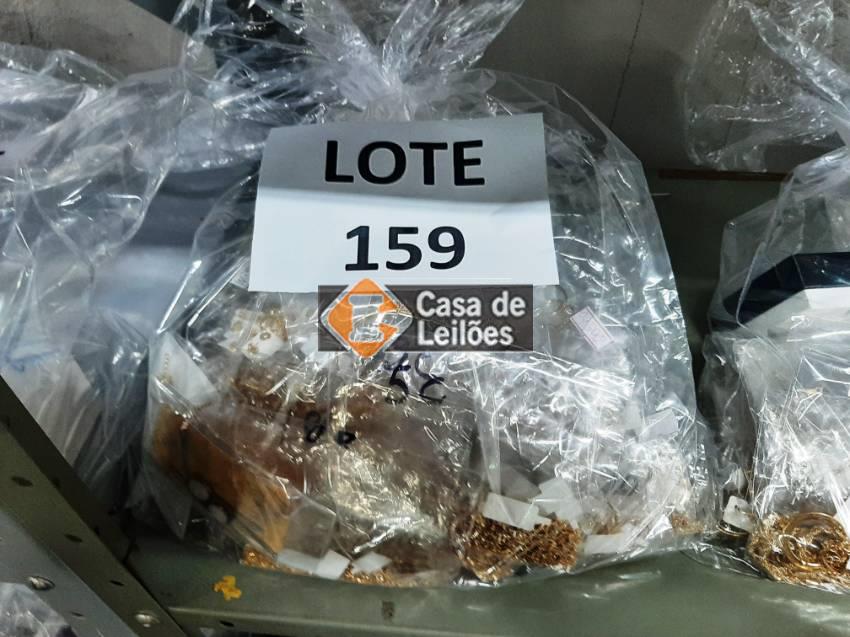 LOTE
159
Casa de
Leilões